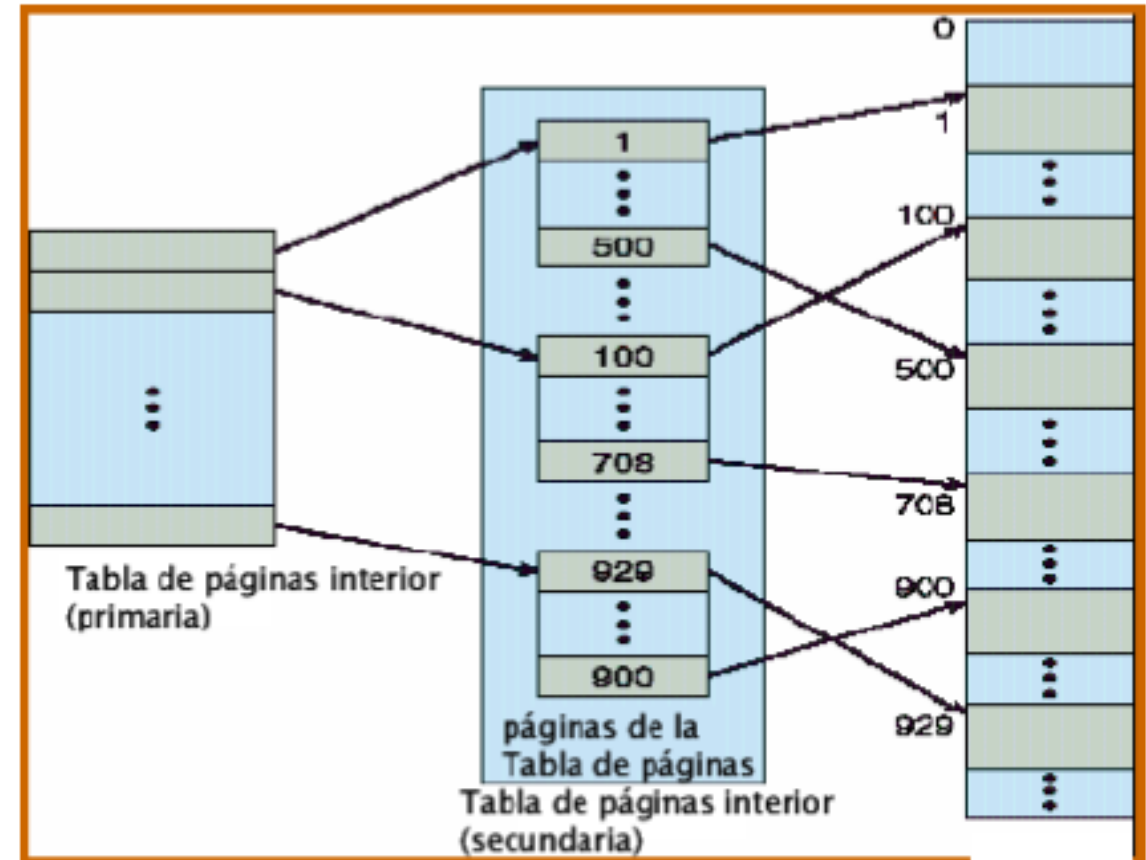 Tabla de páginas interior
(primaria)
1
500
100
708
929
900
páginas de la
Tabla de páginas
Tabla de páginas interior
(secundaria)
0
1
100
500
708
900
929